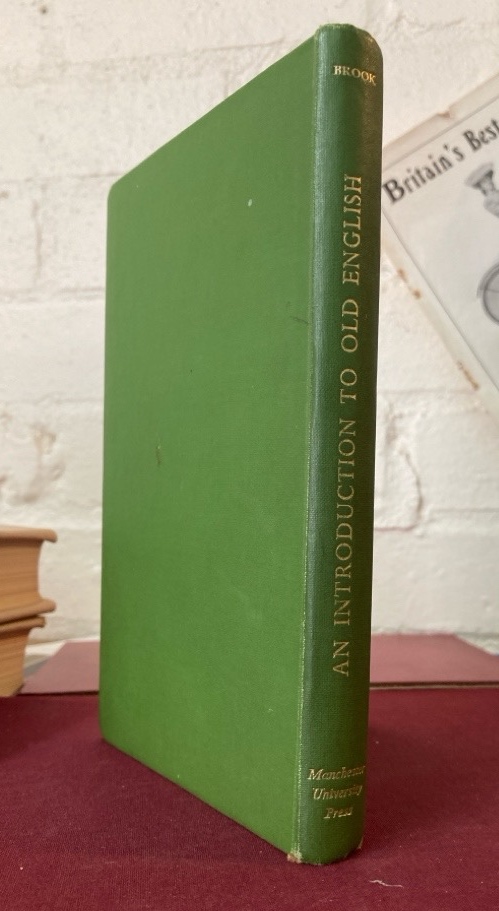 BROOK
AN INTRODUCTION TO OLD ENGLISH
Manchester
University
Press
Britain's Best